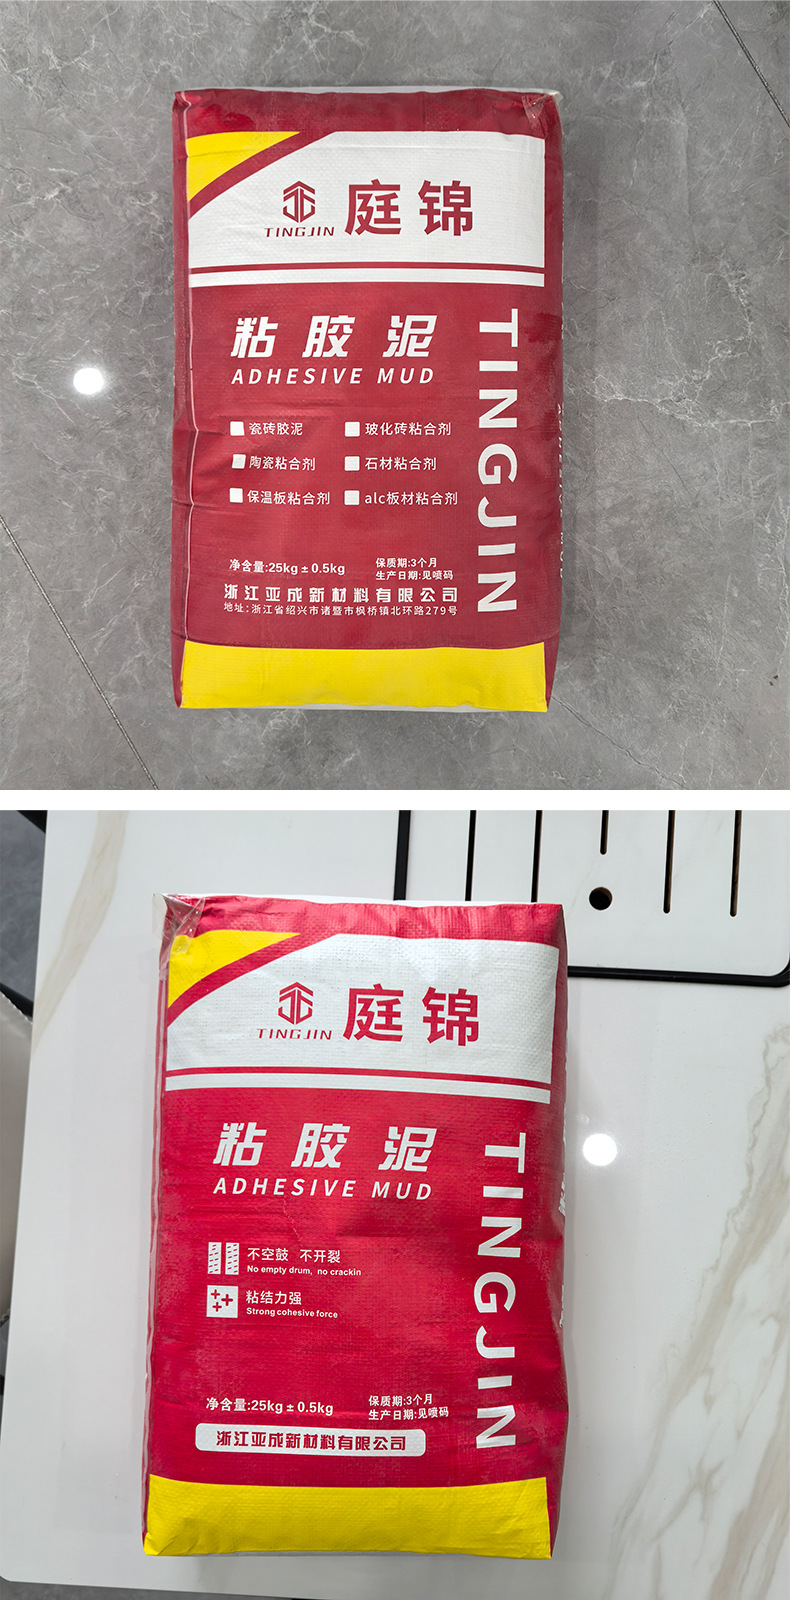 TINGJIN 庭锦
粘胶泥
ADHESIVE MUD
TINGJIN
瓷砖胶泥 玻化砖粘合剂
陶瓷粘合剂 石材粘合剂
保温板粘合剂 alc板材粘合剂
净含量:25kg±0.5kg
保质期:3个月
生产日期:见喷码
浙江亚成新材料有限公司
地址:浙江省绍兴市诸暨市枫桥镇北环路279号
TINGJIN 庭锦
粘胶泥
ADHESIVE MUD
TINGJIN
不空鼓 不开裂
No empty drum, no crackin
粘结力强
Strong cohesive force
净含量:25kg±0.5kg
保质期:3个月
生产日期:见喷码
浙江亚成新材料有限公司